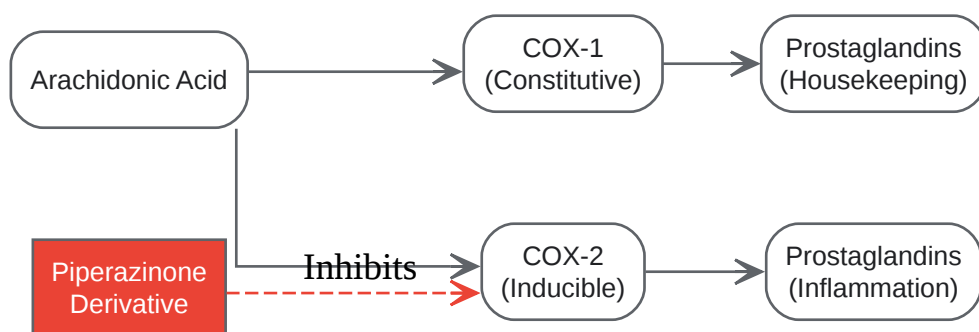 Arachidonic Acid
COX-1
(Constitutive)
Prostaglandins
(Housekeeping)
Piperazinone
Derivative
Inhibits
COX-2
(Inducible)
Prostaglandins
(Inflammation)